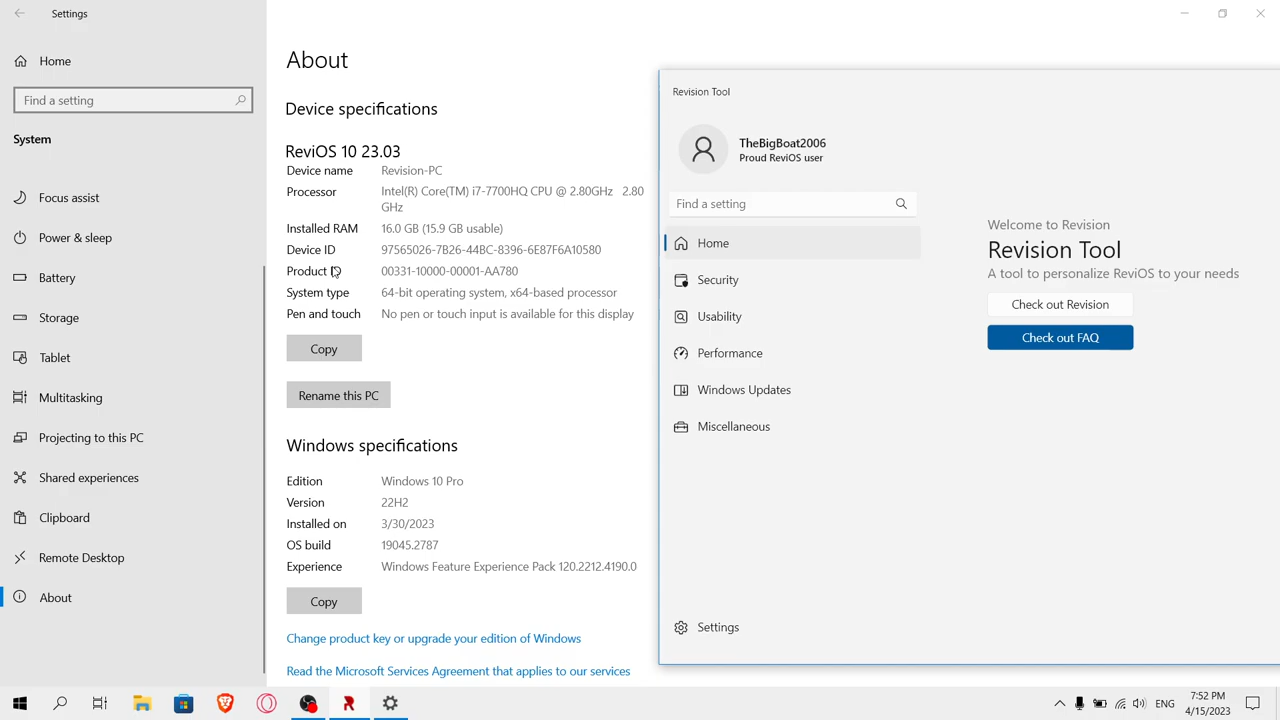 Settings
Home
Find a setting
System
Focus assist
Power & sleep
Battery
Storage
Tablet
Multitasking
Projecting to this PC
Shared experiences
Clipboard
Remote Desktop
About
About
Device specifications
ReviOS 10 23.03
Device name Revision-PC
Processor Intel(R) Core(TM) i7-7700HQ CPU @ 2.80GHz 2.80
GHz
Installed RAM 16.0 GB (15.9 GB usable)
Device ID 97565026-7B26-44BC-8396-6E87F6A10580
Product ID 00331-10000-00001-AA780
System type 64-bit operating system, x64-based processor
Pen and touch No pen or touch input is available for this display
Copy
Rename this PC
Windows specifications
Edition Windows 10 Pro
Version 22H2
Installed on 3/30/2023
OS build 19045.2787
Experience Windows Feature Experience Pack 120.2212.4190.0
Copy
Change product key or upgrade your edition of Windows
Read the Microsoft Services Agreement that applies to our services
Revision Tool
TheBigBoat2006
Proud ReviOS user
Find a setting
Home
Security
Usability
Performance
Windows Updates
Miscellaneous
Settings
Welcome to Revision
Revision Tool
A tool to personalize ReviOS to your needs
Check out Revision
Check out FAQ
ENG
7:52 PM
4/15/2023